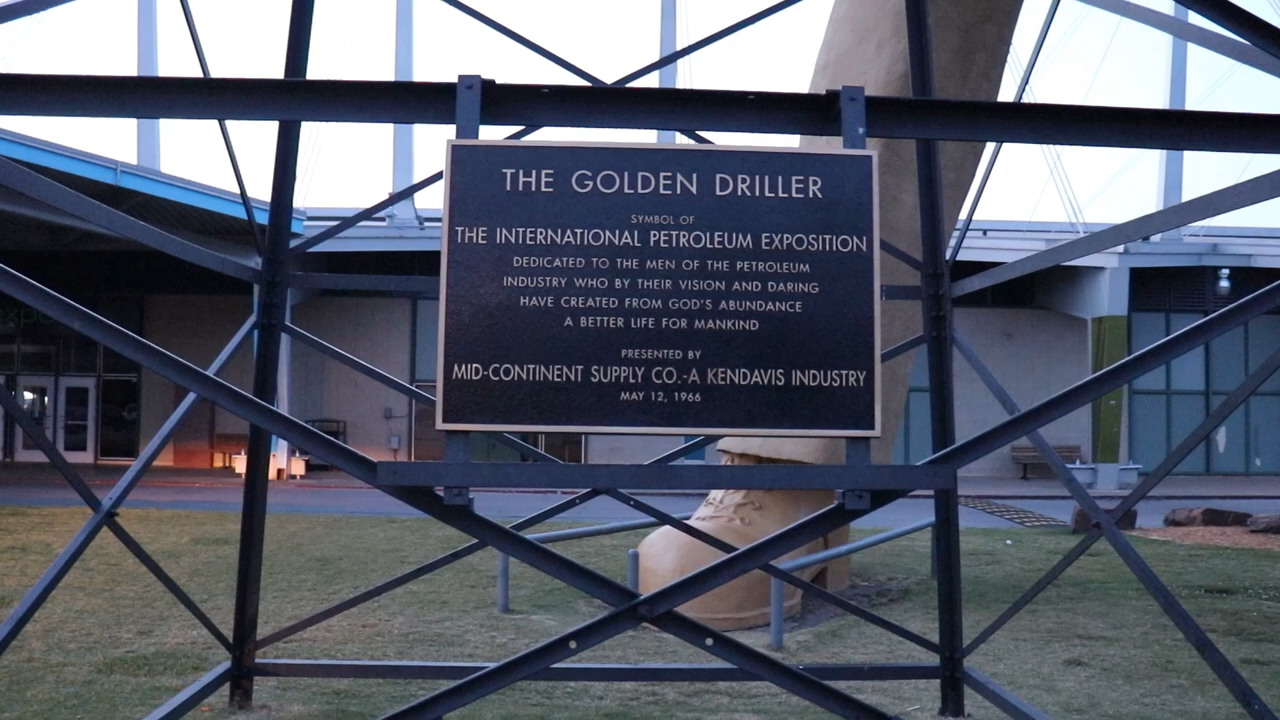 THE GOLDEN DRILLER
SYMBOL OF
THE INTERNATIONAL PETROLEUM EXPOSITION
DEDICATED TO THE MEN OF THE PETROLEUM
INDUSTRY WHO BY THEIR VISION AND DARING
HAVE CREATED FROM GOD'S ABUNDANCE
A BETTER LIFE FOR MANKIND
PRESENTED BY
MID-CONTINENT SUPPLY CO.-A KENDAVIS INDUSTRY
MAY 12, 1966